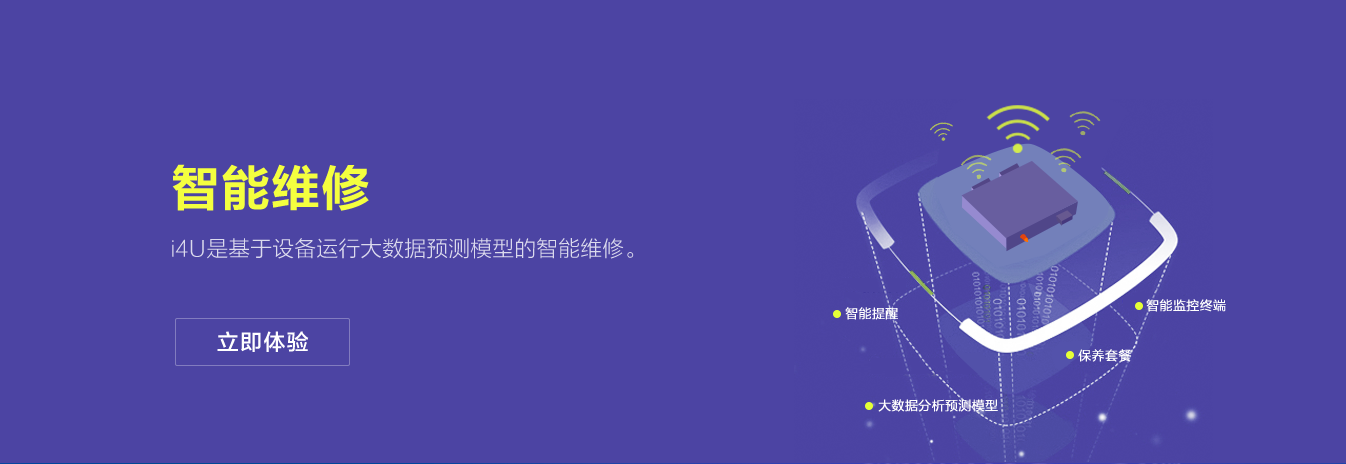 智能维修
i4U是基于设备运行大数据预测模型的智能维修。
立即体验
智能监控终端
智能提醒
保养套餐
大数据分析预测模型